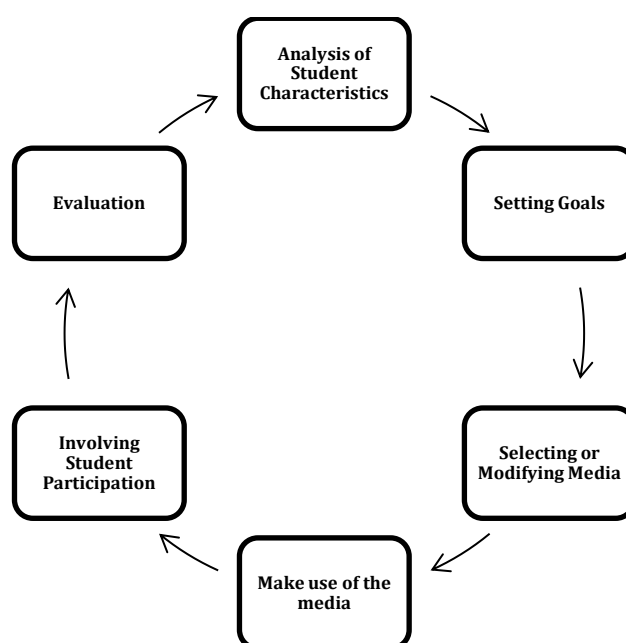 Analysis of
Student
Characteristics
Setting Goals
Selecting or
Modifying Media
Make use of the
media
Involving
Student
Participation
Evaluation